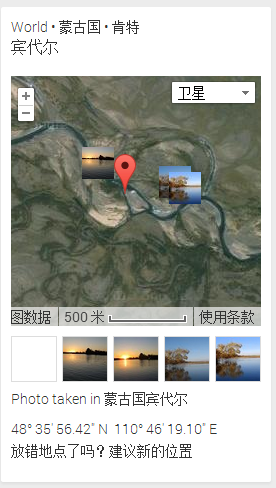 World • 蒙古国 • 肯特
宾代尔
+
卫星
−
图数据 500 米 使用条款
Photo taken in 蒙古国宾代尔
48° 35' 56.42" N 110° 46' 19.10" E
放错地点了吗？建议新的位置